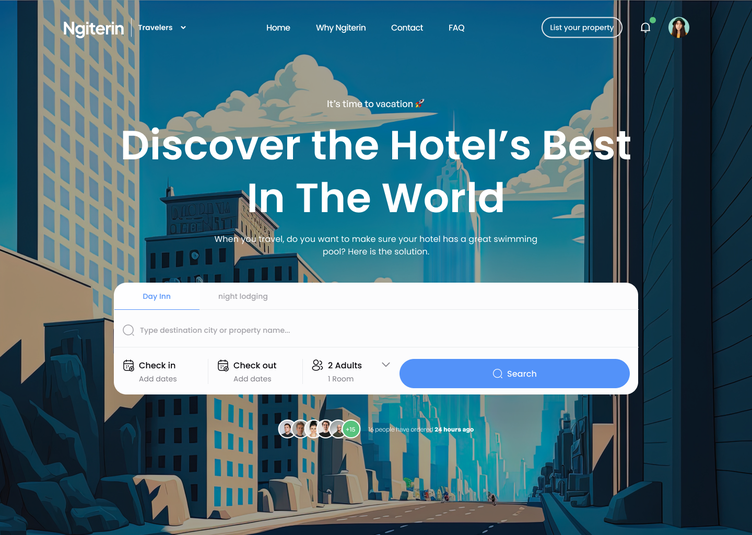 Ngiterin
Travelers
Home
Why Ngiterin
Contact
FAQ
List your property
It's time to vacation
Discover the Hotel's Best
In The World
When you travel, do you want to make sure your hotel has a great swimming
pool? Here is the solution.
Day Inn
night lodging
Type destination city or property name...
Check in
Add dates
Check out
Add dates
2 Adults
1 Room
Search
+15
people have ordered 24 hours ago